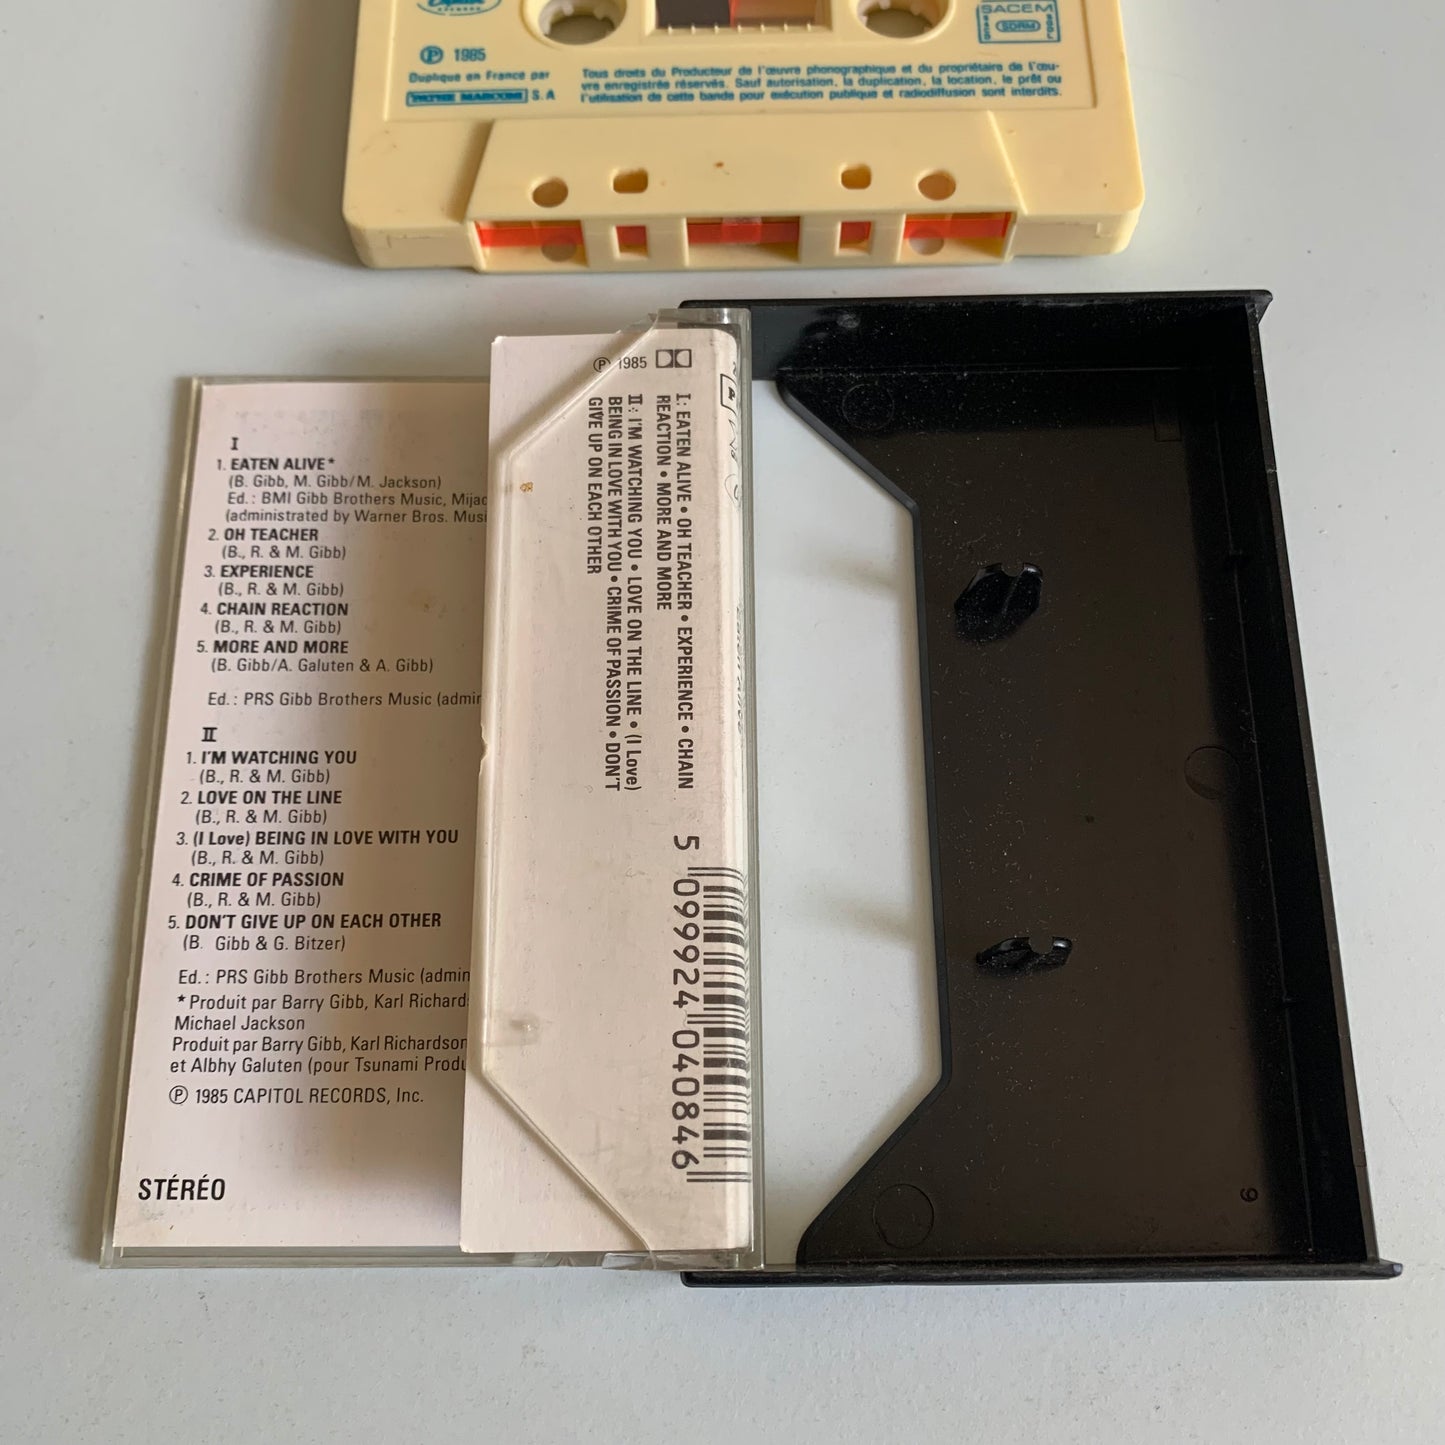 ℗ 1985
Dupliqué en France par
PATHE MARCONI S.A
Tous droits du Producteur de l'œuvre phonographique et du propriétaire de l'œu-
vre enregistrée réservés. Sauf autorisation, la duplication, la location, le prêt ou
l'utilisation de cette bande pour exécution publique et radiodiffusion sont interdits.
SACEM
SDRM
I
1. EATEN ALIVE*
(B. Gibb, M. Gibb/M. Jackson)
Ed.: BMI Gibb Brothers Music, Mijac
(administrated by Warner Bros. Musi
2. OH TEACHER
(B., R. & M. Gibb)
3. EXPERIENCE
(B., R. & M. Gibb)
4. CHAIN REACTION
(B., R. & M. Gibb)
5. MORE AND MORE
(B. Gibb/A. Galuten & A. Gibb)
Ed.: PRS Gibb Brothers Music (admin
II
1. I'M WATCHING YOU
(B., R. & M. Gibb)
2. LOVE ON THE LINE
(B., R. & M. Gibb)
3. (I Love) BEING IN LOVE WITH YOU
(B., R. & M. Gibb)
4. CRIME OF PASSION
(B., R. & M. Gibb)
5. DON'T GIVE UP ON EACH OTHER
(B. Gibb & G. Bitzer)
Ed.: PRS Gibb Brothers Music (admin
* Produit par Barry Gibb, Karl Richard
Michael Jackson
Produit par Barry Gibb, Karl Richardson
et Albhy Galuten (pour Tsunami Produ
℗ 1985 CAPITOL RECORDS, Inc.
STÉRÉO
℗ 1985
I: EATEN ALIVE • OH TEACHER • EXPERIENCE • CHAIN
REACTION • MORE AND MORE
II: I'M WATCHING YOU • LOVE ON THE LINE • (I Love)
BEING IN LOVE WITH YOU • CRIME OF PASSION • DON'T
GIVE UP ON EACH OTHER
5 099924 040846
9